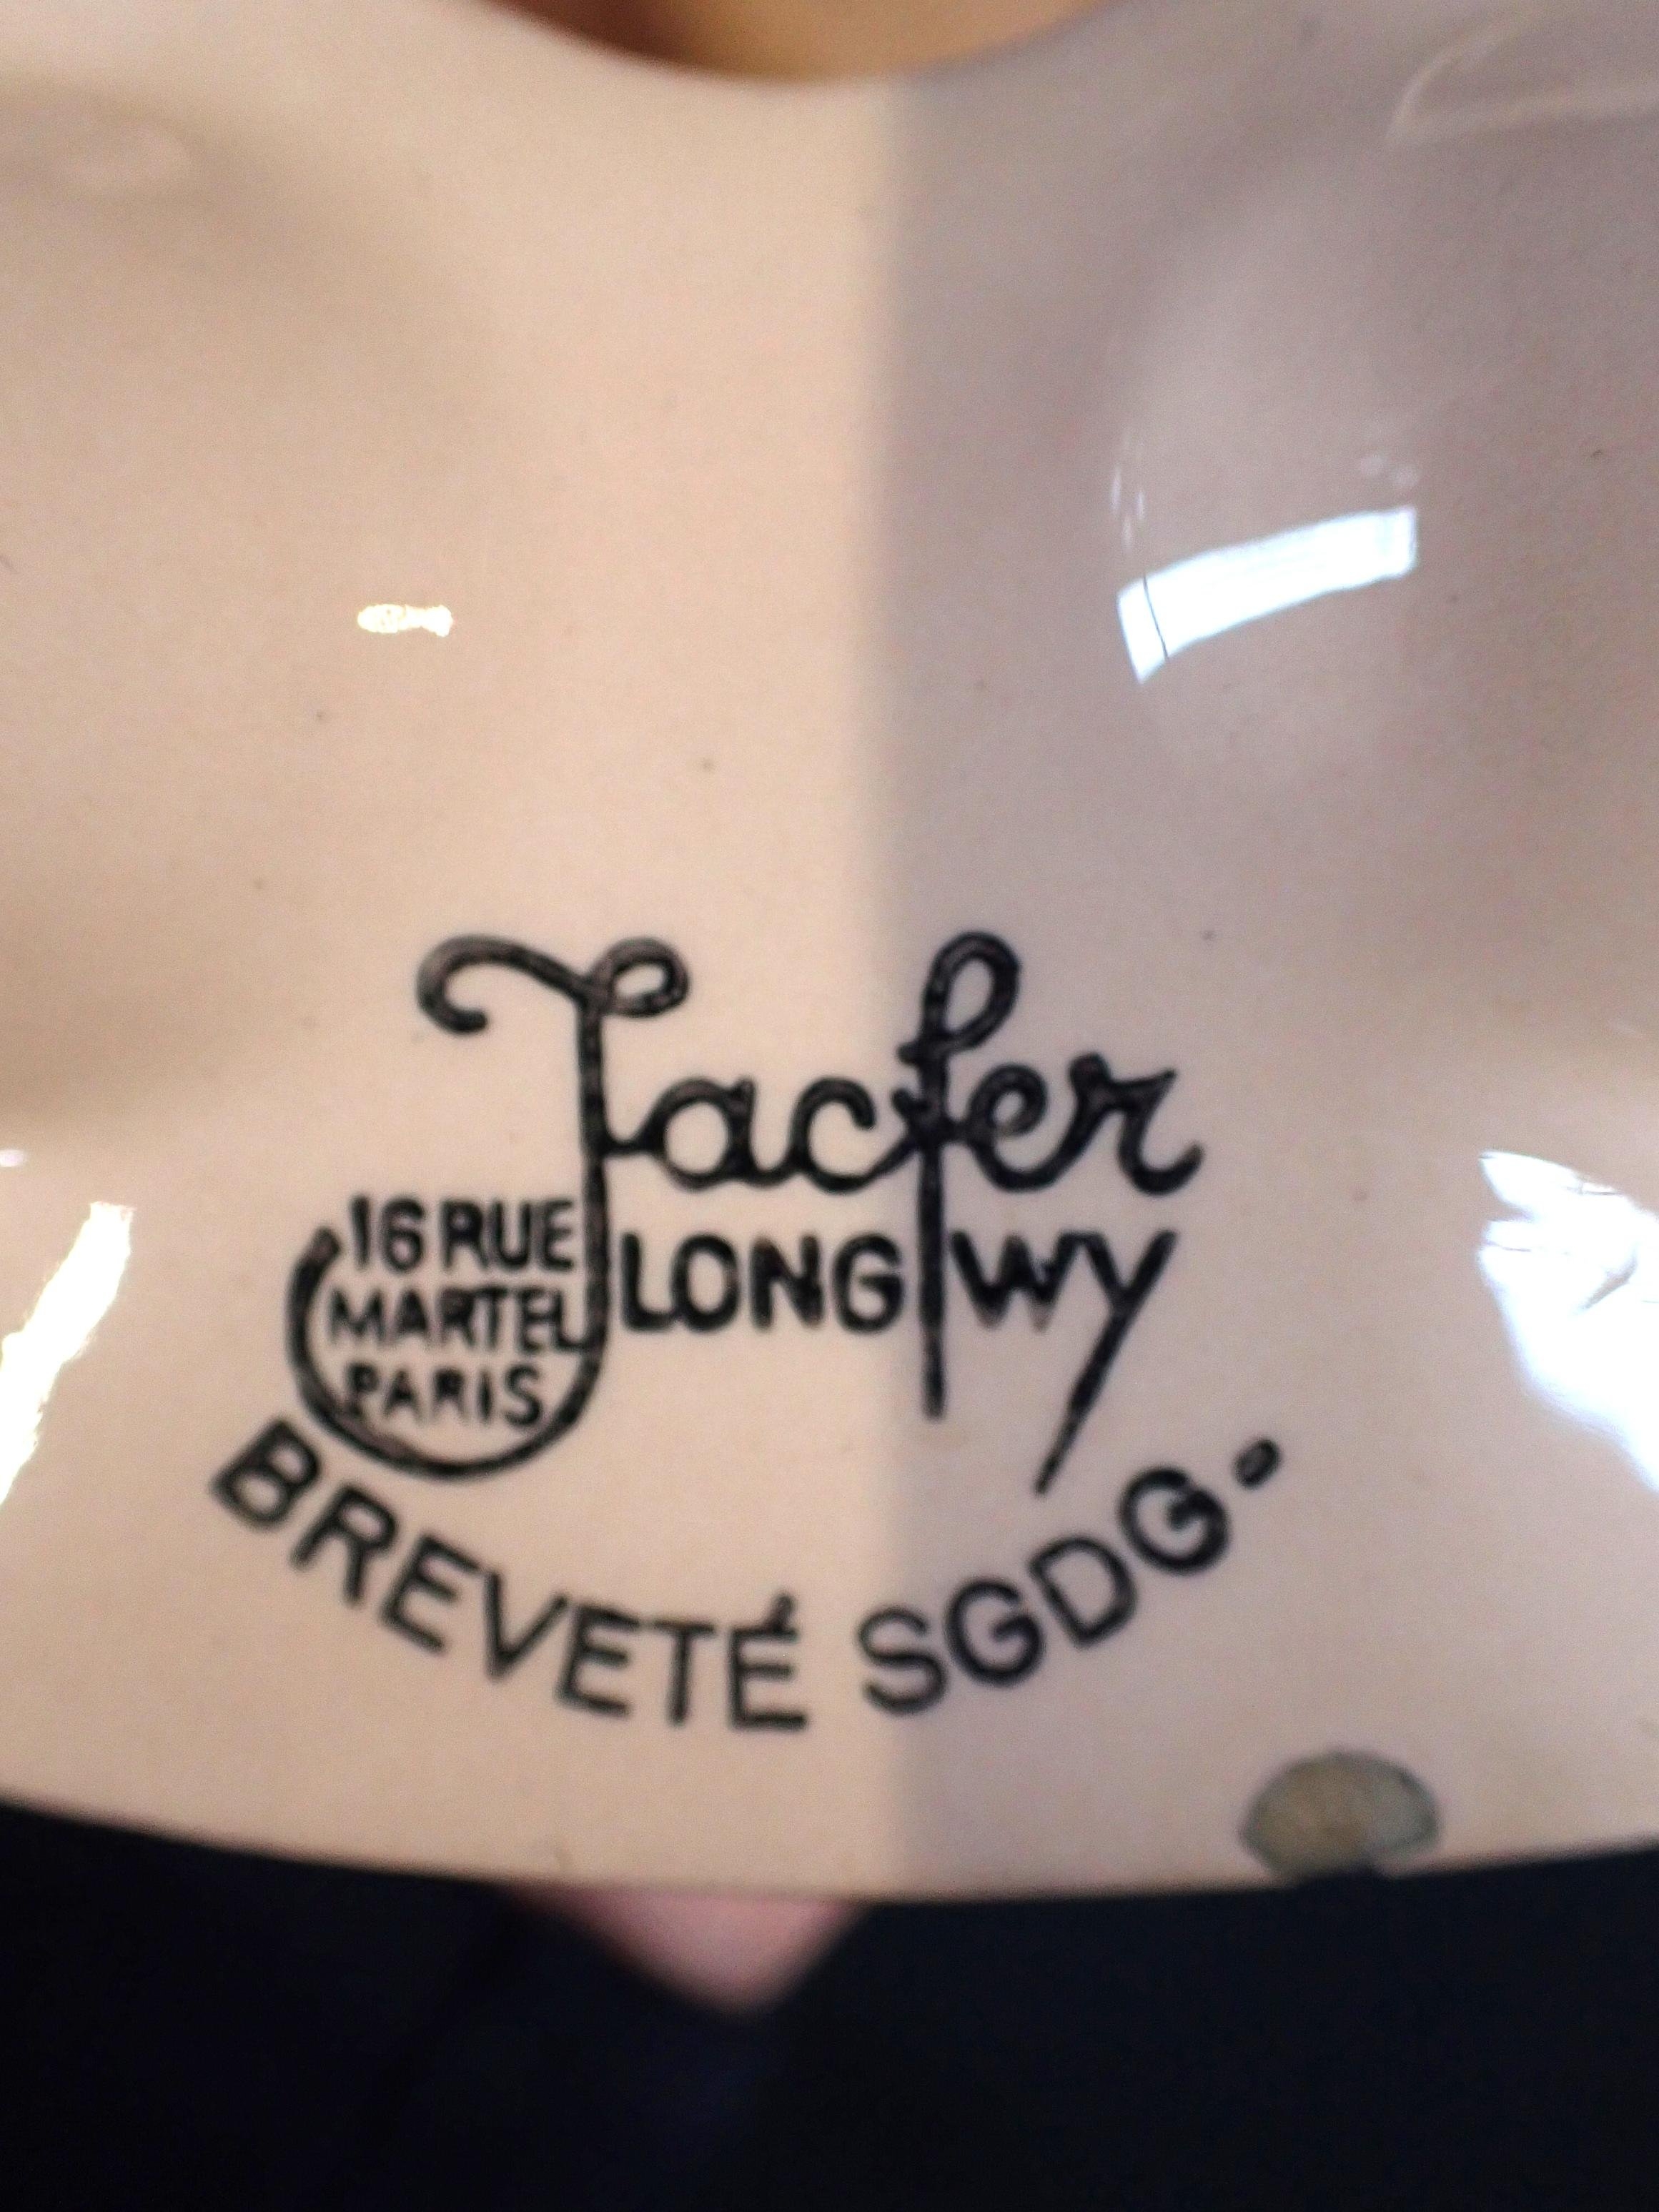 Jacfer
16 RUE
MARTEL
PARIS
LONGWY
BREVETÉ SGDG.